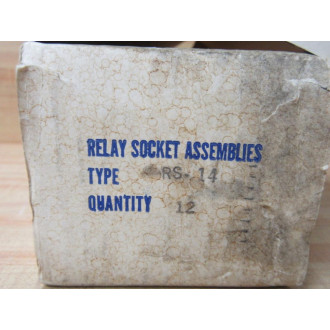 RELAY SOCKET ASSEMBLIES
TYPE RS-14
QUANTITY 12